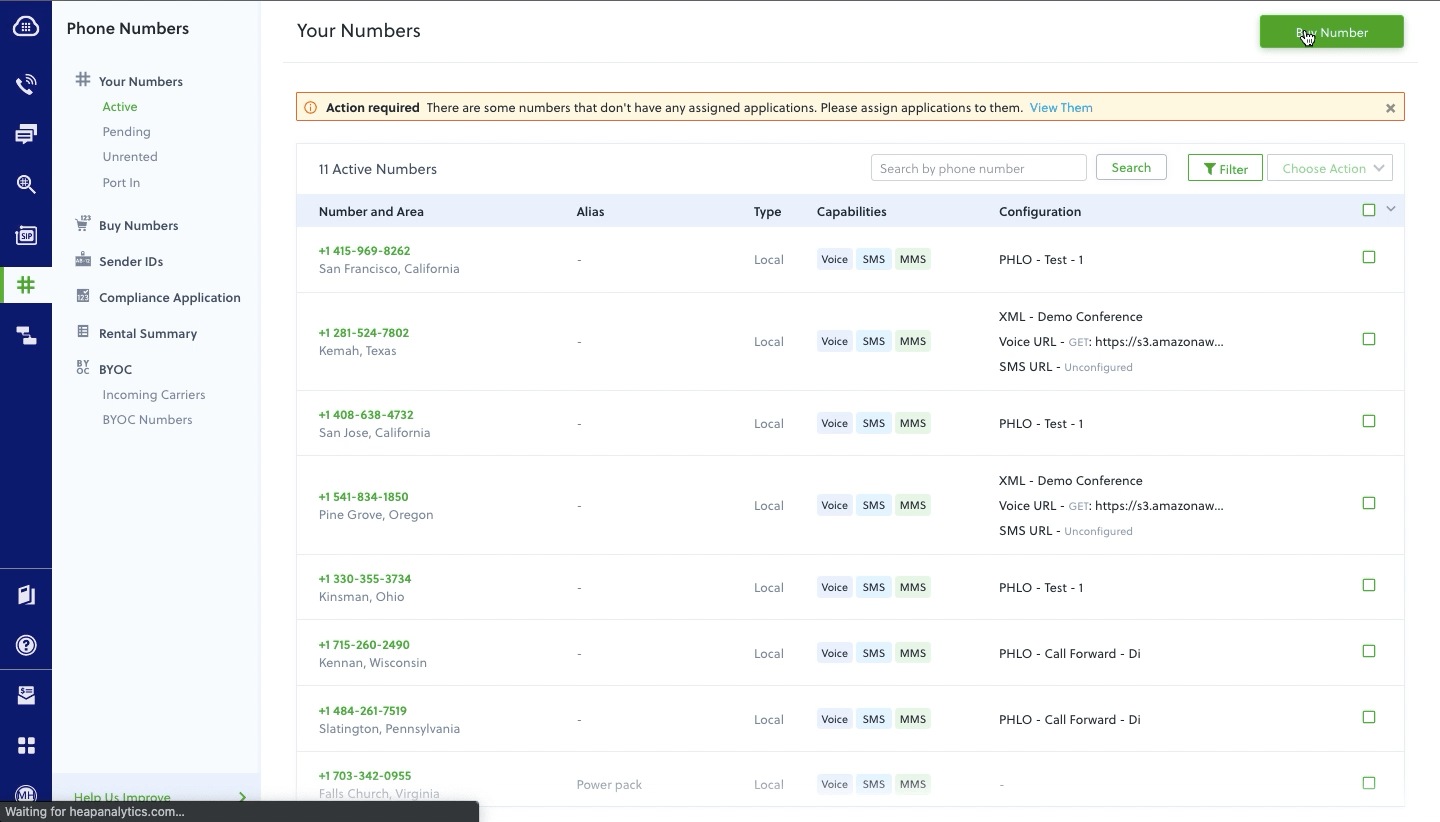 Phone Numbers
Your Numbers
Active
Pending
Unrented
Port In
Buy Numbers
Sender IDs
Compliance Application
Rental Summary
BYOC
Incoming Carriers
BYOC Numbers
Help Us Improve
MH
Waiting for heapanalytics.com...
Your Numbers
Buy Number
Action required There are some numbers that don't have any assigned applications. Please assign applications to them. View Them
11 Active Numbers
Search by phone number
Search
Filter
Choose Action
Number and Area Alias Type Capabilities Configuration
+1 415-969-8262
San Francisco, California
- Local Voice SMS MMS PHLO - Test - 1
+1 281-524-7802
Kemah, Texas
- Local Voice SMS MMS
XML - Demo Conference
Voice URL - GET: https://s3.amazonaw...
SMS URL - Unconfigured
+1 408-638-4732
San Jose, California
- Local Voice SMS MMS PHLO - Test - 1
+1 541-834-1850
Pine Grove, Oregon
- Local Voice SMS MMS
XML - Demo Conference
Voice URL - GET: https://s3.amazonaw...
SMS URL - Unconfigured
+1 330-355-3734
Kinsman, Ohio
- Local Voice SMS MMS PHLO - Test - 1
+1 715-260-2490
Kennan, Wisconsin
- Local Voice SMS MMS PHLO - Call Forward - Di
+1 484-261-7519
Slatington, Pennsylvania
- Local Voice SMS MMS PHLO - Call Forward - Di
+1 703-342-0955
Falls Church, Virginia
Power pack Local Voice SMS MMS -